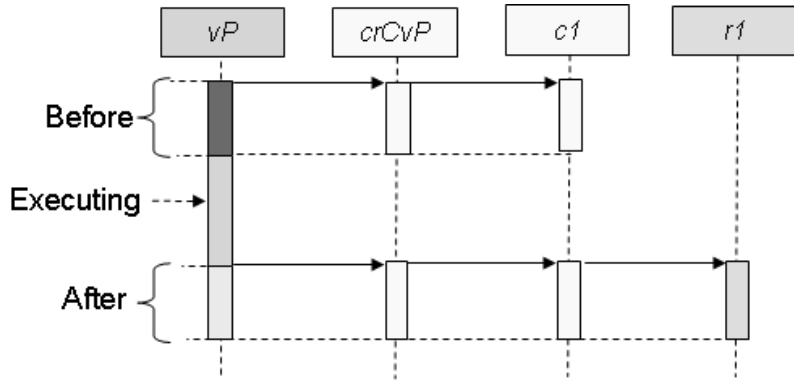 vP
crCvP
c1
r1
Before
Executing
After